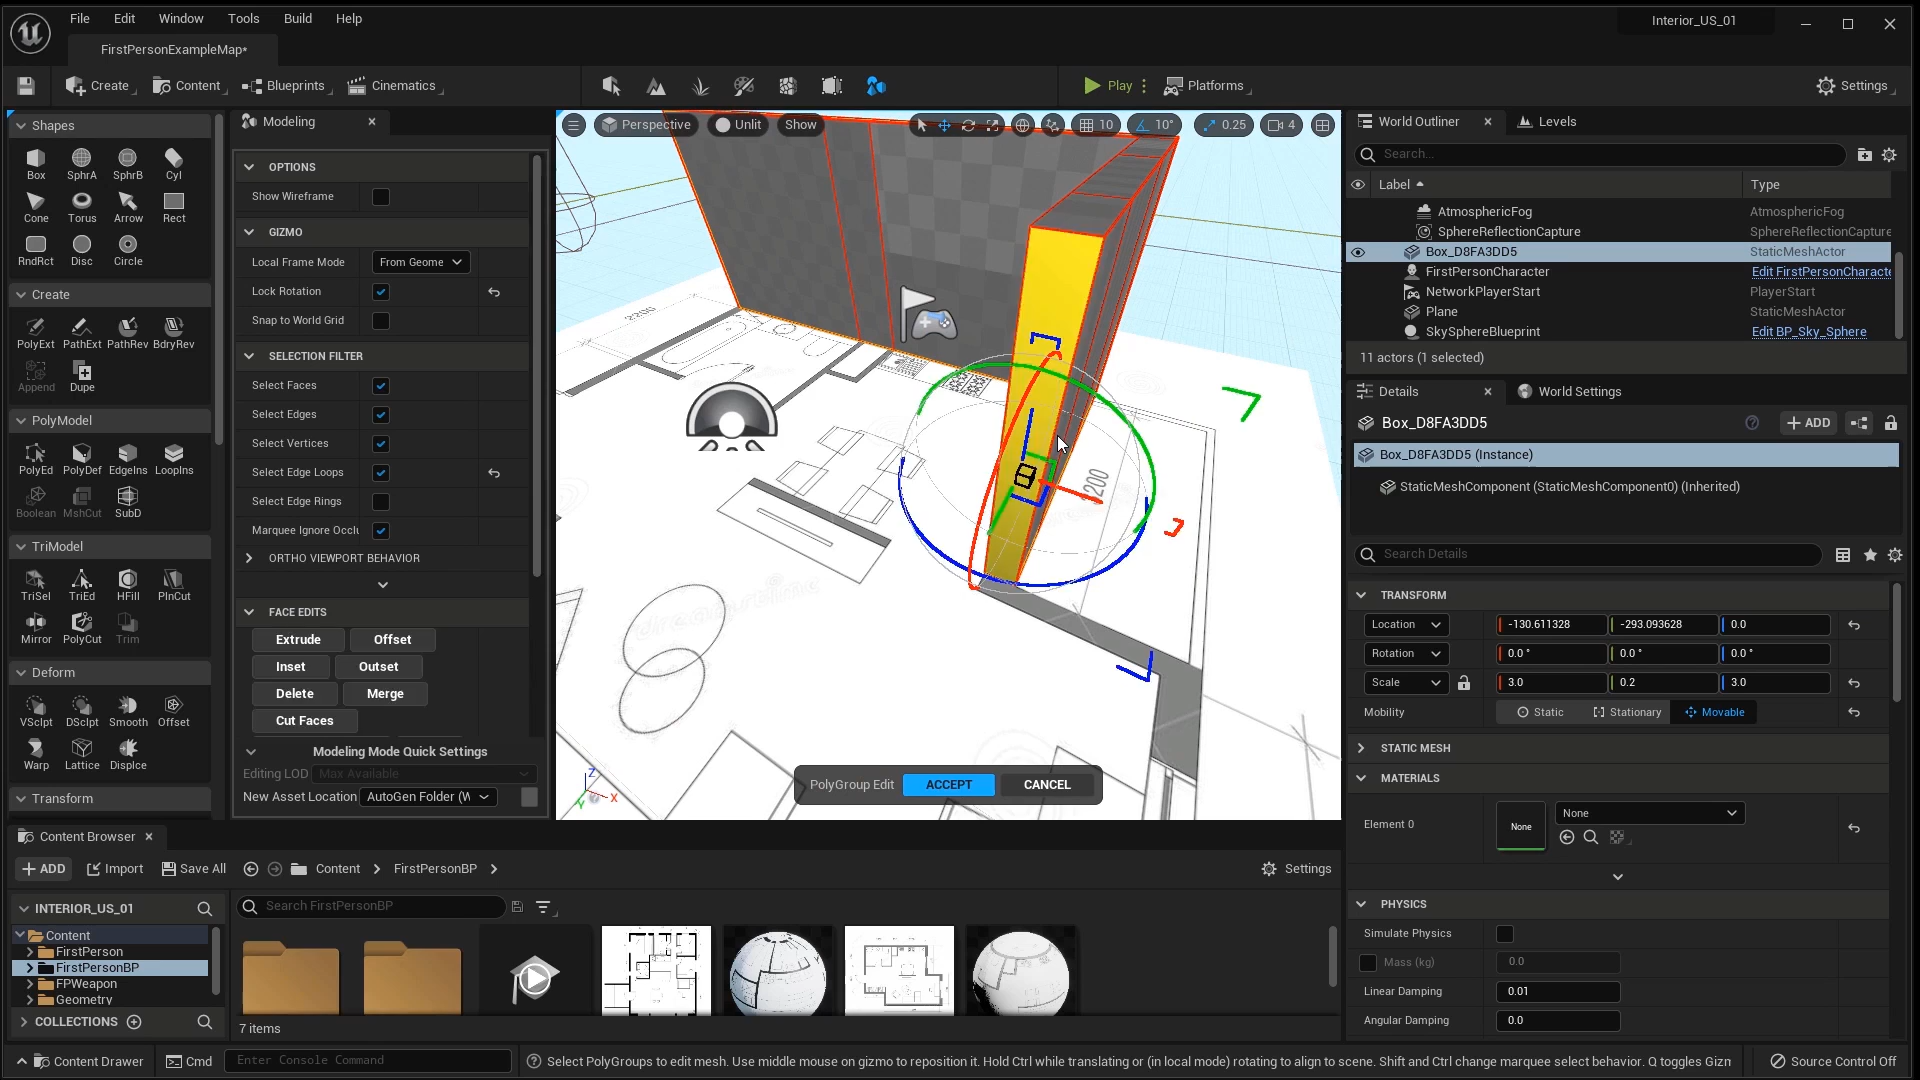 File Edit Window Tools Build Help
Interior_US_01
FirstPersonExampleMap*
Create Content Blueprints Cinematics Play Platforms Settings
Shapes
Box SphrA SphrB Cyl
Cone Torus Arrow Rect
RndRct Disc Circle
Create
PolyExt PathExt PathRev BdryRev
Append Dupe
PolyModel
PolyEd PolyDef EdgeIns LoopIns
Boolean MshCut SubD
TriModel
TriSel TriEd HFill PlnCut
Mirror PolyCut Trim
Deform
VSclpt DSclpt Smooth Offset
Warp Lattice Displce
Transform
Modeling
OPTIONS
Show Wireframe
GIZMO
Local Frame Mode From Geome
Lock Rotation
Snap to World Grid
SELECTION FILTER
Select Faces
Select Edges
Select Vertices
Select Edge Loops
Select Edge Rings
Marquee Ignore Occlu
ORTHO VIEWPORT BEHAVIOR
FACE EDITS
Extrude Offset
Inset Outset
Delete Merge
Cut Faces
Modeling Mode Quick Settings
Editing LOD Max Available
New Asset Location AutoGen Folder (W
Perspective Unlit Show 10 10° 0.25 4
2200
200
Z
X
Y
PolyGroup Edit ACCEPT CANCEL
World Outliner Levels
Search...
Label Type
AtmosphericFog AtmosphericFog
SphereReflectionCapture SphereReflectionCapture
Box_D8FA3DD5 StaticMeshActor
FirstPersonCharacter Edit FirstPersonCharacte
NetworkPlayerStart PlayerStart
Plane StaticMeshActor
SkySphereBlueprint Edit BP_Sky_Sphere
11 actors (1 selected)
Details World Settings
Box_D8FA3DD5 ADD
Box_D8FA3DD5 (Instance)
StaticMeshComponent (StaticMeshComponent0) (Inherited)
Search Details
TRANSFORM
Location -130.611328 -293.093628 0.0
Rotation 0.0 ° 0.0 ° 0.0 °
Scale 3.0 0.2 3.0
Mobility Static Stationary Movable
STATIC MESH
MATERIALS
Element 0 None None
PHYSICS
Simulate Physics
Mass (kg) 0.0
Linear Damping 0.01
Angular Damping 0.0
Content Browser
ADD Import Save All Content FirstPersonBP Settings
INTERIOR_US_01
Search FirstPersonBP
Content
FirstPerson
FirstPersonBP
FPWeapon
Geometry
COLLECTIONS
7 items
Content Drawer Cmd Enter Console Command Select PolyGroups to edit mesh. Use middle mouse on gizmo to reposition it. Hold Ctrl while translating or (in local mode) rotating to align to scene. Shift and Ctrl change marquee select behavior. Q toggles Gizm Source Control Off